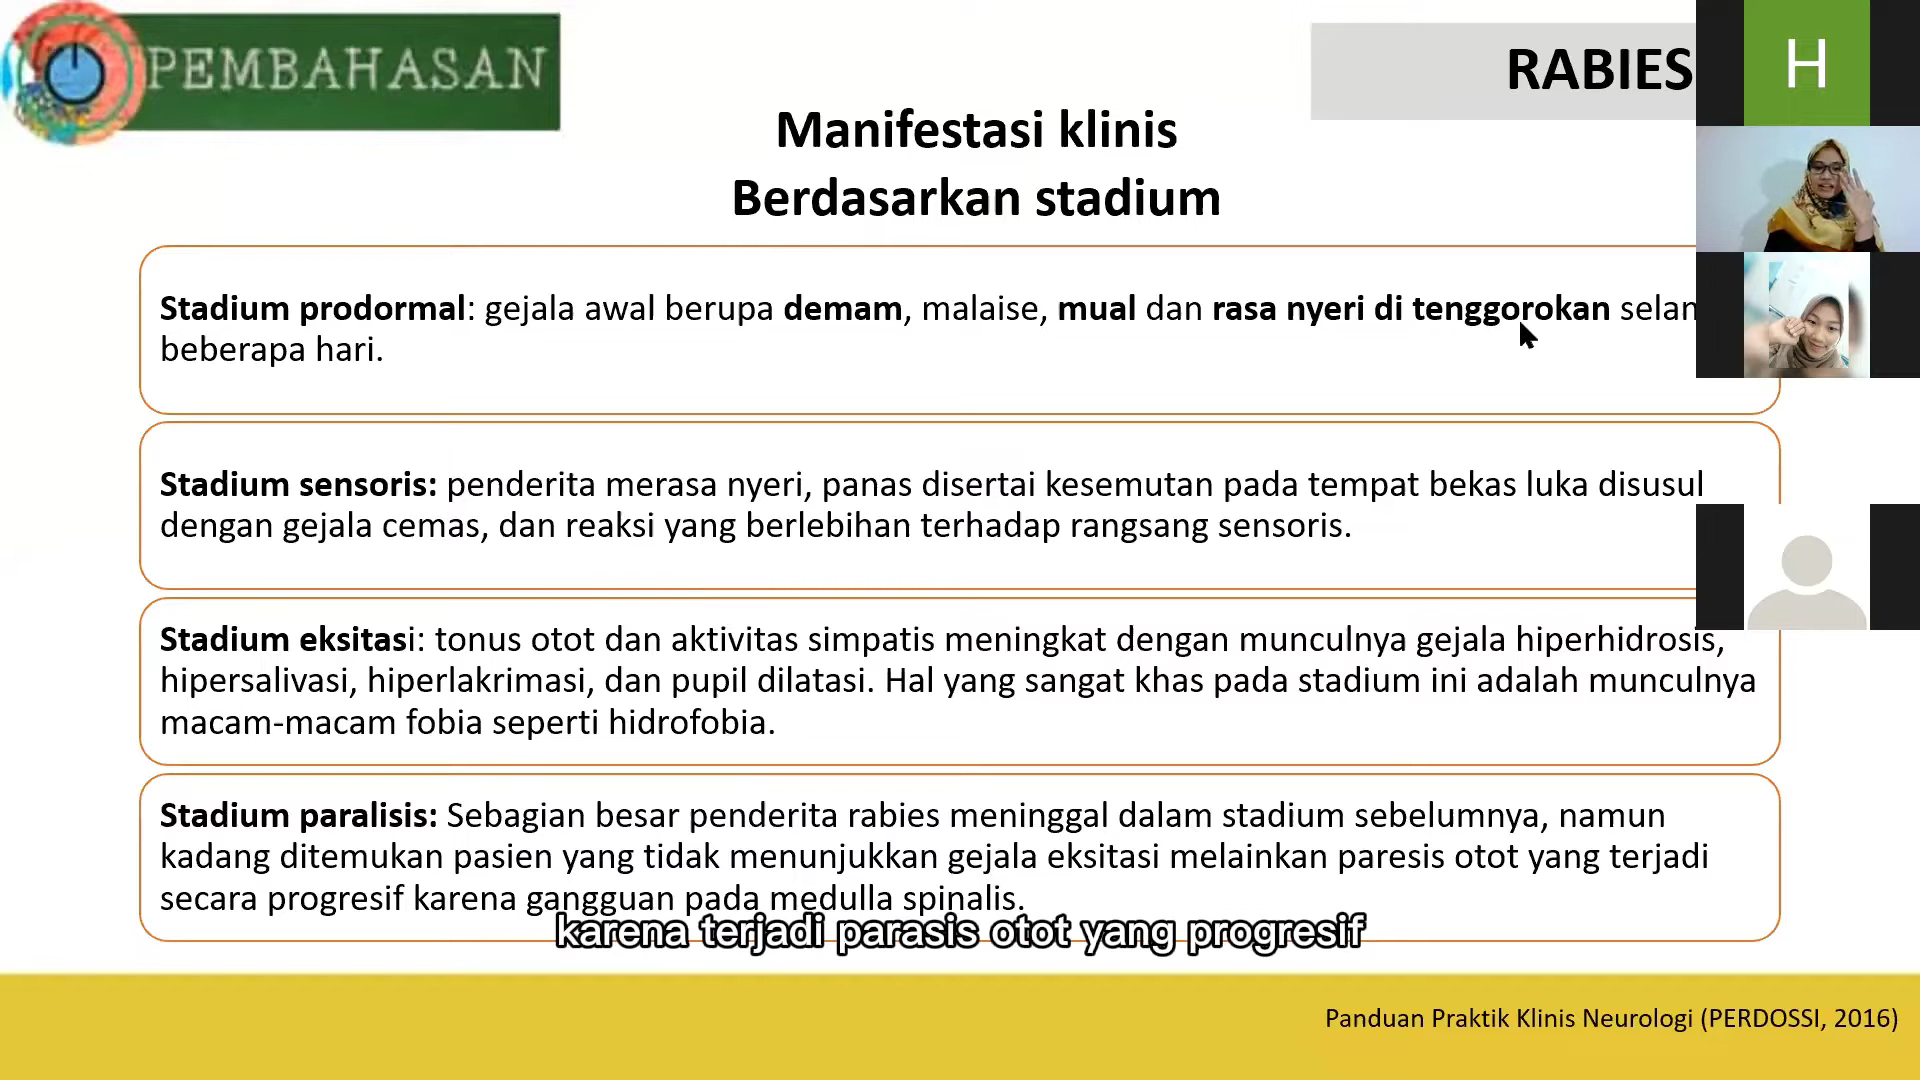 PEMBAHASAN
RABIES
H
Manifestasi klinis
Berdasarkan stadium
Stadium prodormal: gejala awal berupa demam, malaise, mual dan rasa nyeri di tenggorokan
beberapa hari.
Stadium sensoris: penderita merasa nyeri, panas disertai kesemutan pada tempat bekas luka disusul
dengan gejala cemas, dan reaksi yang berlebihan terhadap rangsang sensoris.
Stadium eksitasi: tonus otot dan aktivitas simpatis meningkat dengan munculnya gejala hiperhidrosis,
hipersalivasi, hiperlakrimasi, dan pupil dilatasi. Hal yang sangat khas pada stadium ini adalah munculnya
macam-macam fobia seperti hidrofobia.
Stadium paralisis: Sebagian besar penderita rabies meninggal dalam stadium sebelumnya, namun
kadang ditemukan pasien yang tidak menunjukkan gejala eksitasi melainkan paresis otot yang terjadi
secara progresif karena gangguan pada medulla spinalis.
karena terjadi parasis otot yang progresif
Panduan Praktik Klinis Neurologi (PERDOSSI, 2016)